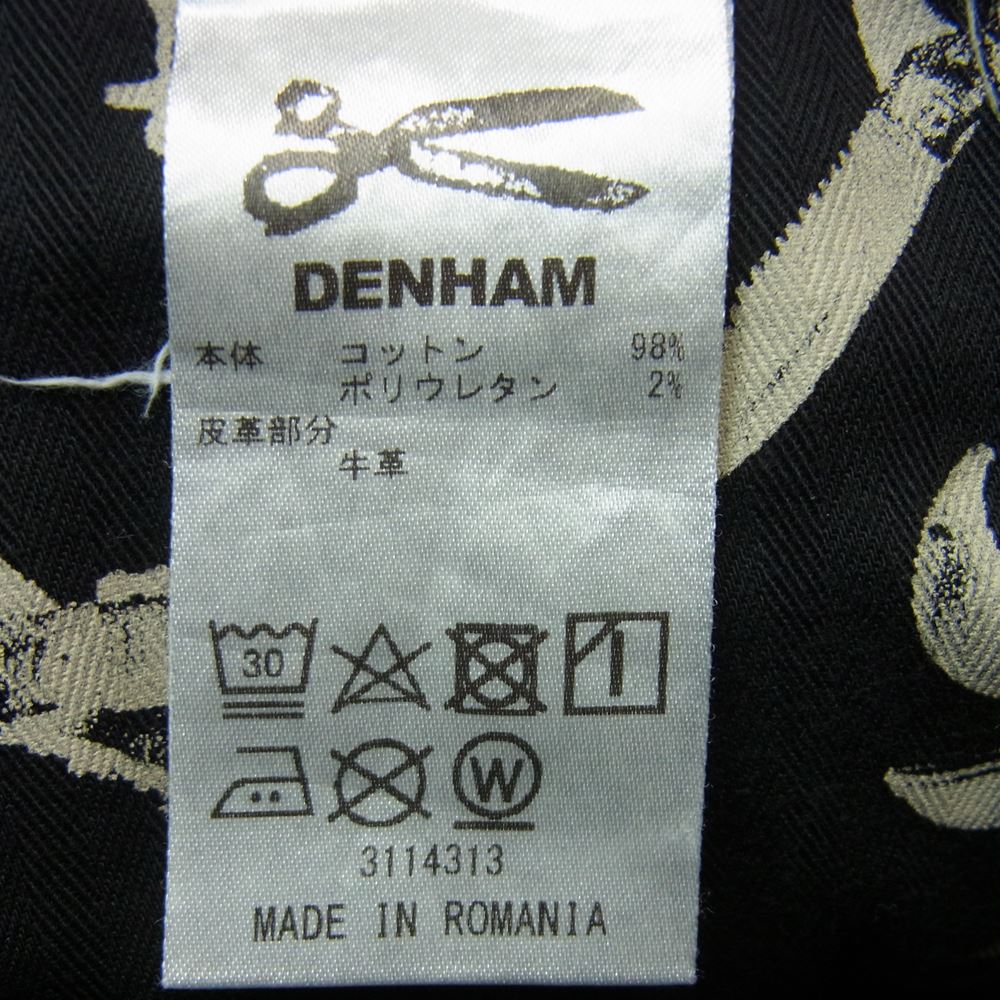 DENHAM
本体 コットン 98%
ポリウレタン 2%
皮革部分
牛革
30
W
3114313
MADE IN ROMANIA